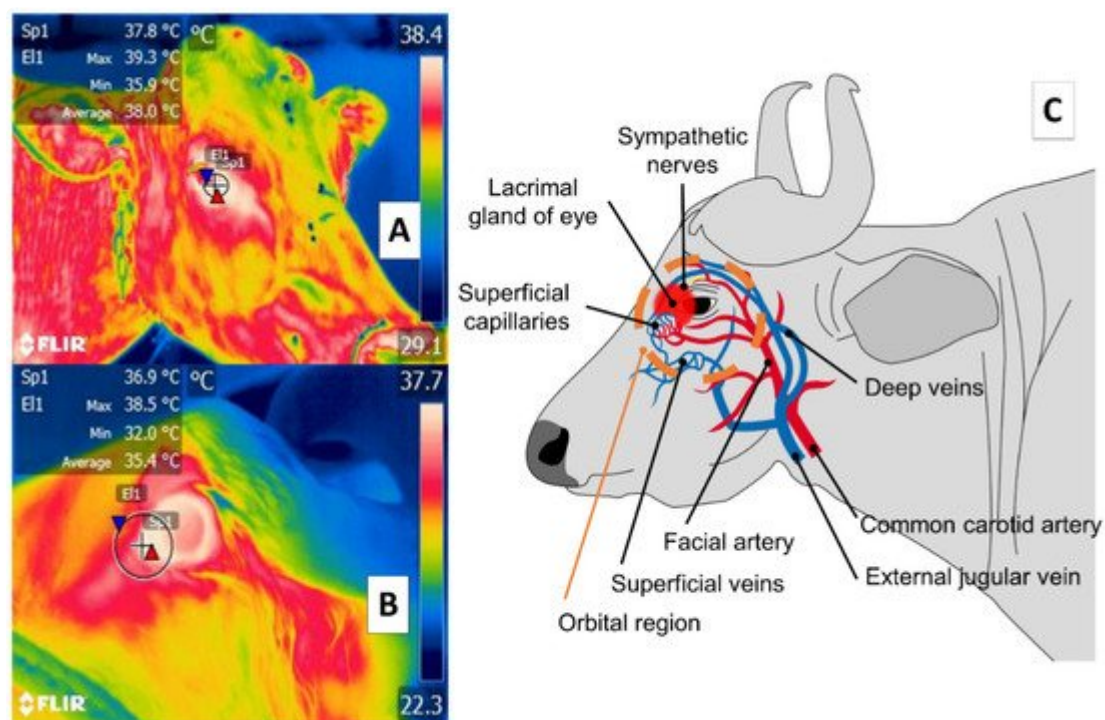 Sp1 37.8 °C °C 38.4
El1 Max 39.3 °C
Min 35.9 °C
Average 38.0 °C
El1
Sp1
A
FLIR 29.1
Sp1 36.9 °C °C 37.7
El1 Max 38.5 °C
Min 32.0 °C
Average 35.4 °C
El1
Sp1
B
FLIR 22.3
C
Sympathetic
nerves
Lacrimal
gland of eye
Superficial
capillaries
Deep veins
Common carotid artery
Facial artery
External jugular vein
Superficial veins
Orbital region